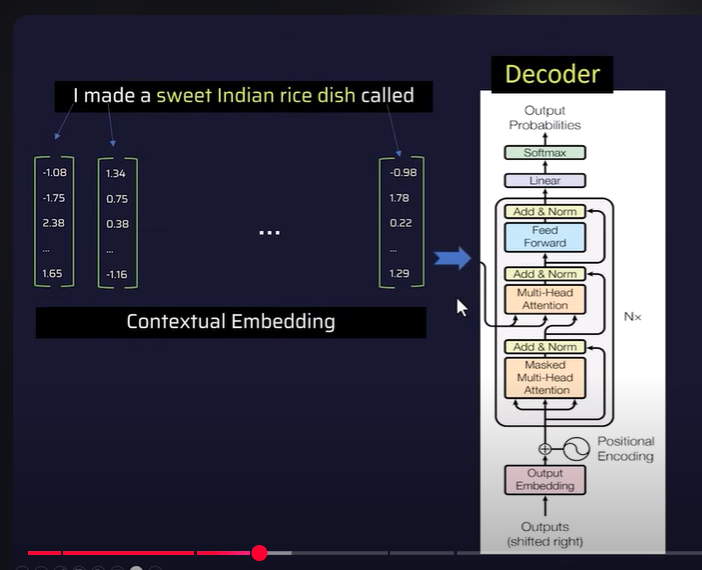 I made a sweet Indian rice dish called
-1.08
-1.75
2.38
...
1.65
1.34
0.75
0.38
...
-1.16
...
-0.98
1.78
0.22
...
1.29
Contextual Embedding
Decoder
Output
Probabilities
Softmax
Linear
Add & Norm
Feed
Forward
Add & Norm
Multi-Head
Attention
Nx
Add & Norm
Masked
Multi-Head
Attention
Positional
Encoding
Output
Embedding
Outputs
(shifted right)